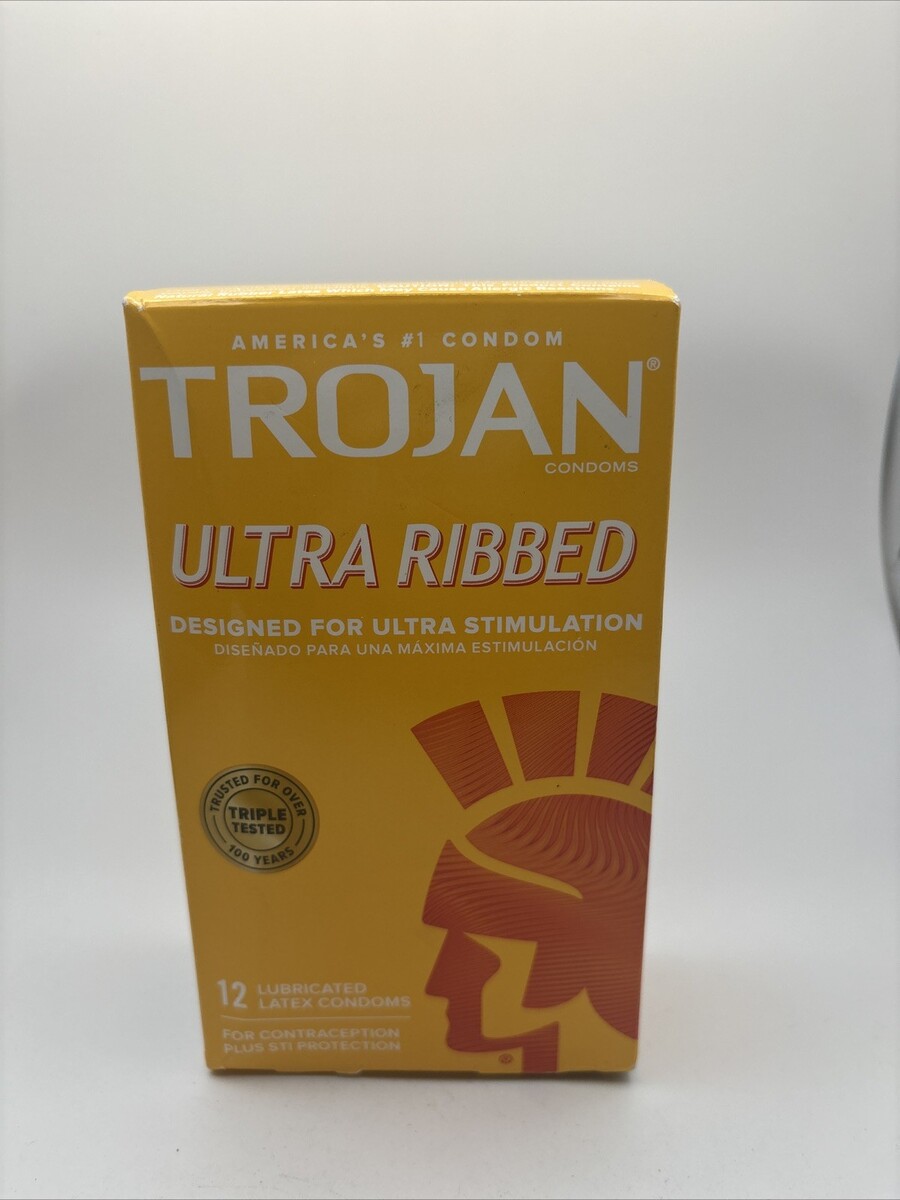 AMERICA'S #1 CONDOM
TROJAN®
CONDOMS
ULTRA RIBBED
DESIGNED FOR ULTRA STIMULATION
DISEÑADO PARA UNA MÁXIMA ESTIMULACIÓN
TRUSTED FOR OVER
TRIPLE
TESTED
100 YEARS
12 LUBRICATED
LATEX CONDOMS
FOR CONTRACEPTION
PLUS STI PROTECTION
®